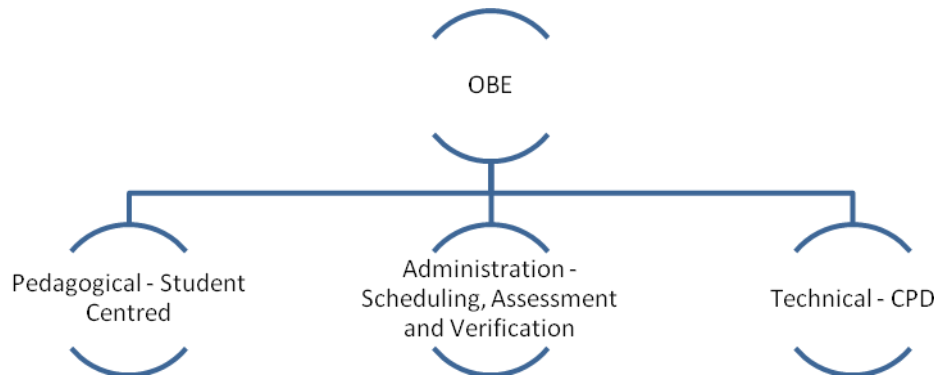 OBE
Pedagogical - Student
Centred
Administration -
Scheduling, Assessment
and Verification
Technical - CPD